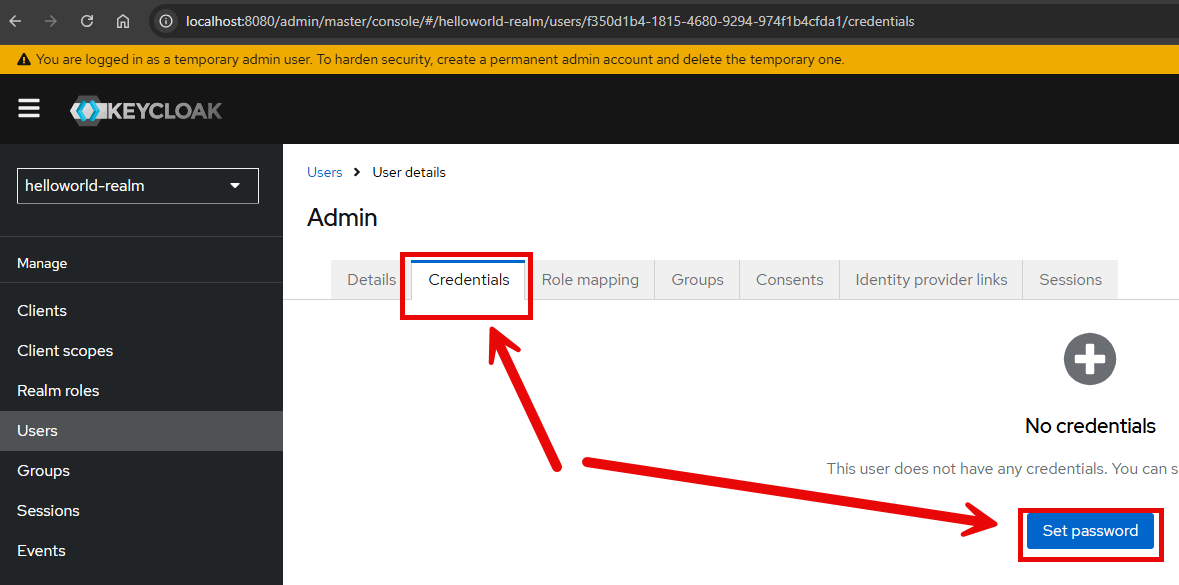 localhost:8080/admin/master/console/#/helloworld-realm/users/f350d1b4-1815-4680-9294-974f1b4cfda1/credentials
You are logged in as a temporary admin user. To harden security, create a permanent admin account and delete the temporary one.
KEYCLOAK
helloworld-realm
Manage
Clients
Client scopes
Realm roles
Users
Groups
Sessions
Events
Users > User details
Admin
Details Credentials Role mapping Groups Consents Identity provider links Sessions
No credentials
This user does not have any credentials. You can s
Set password